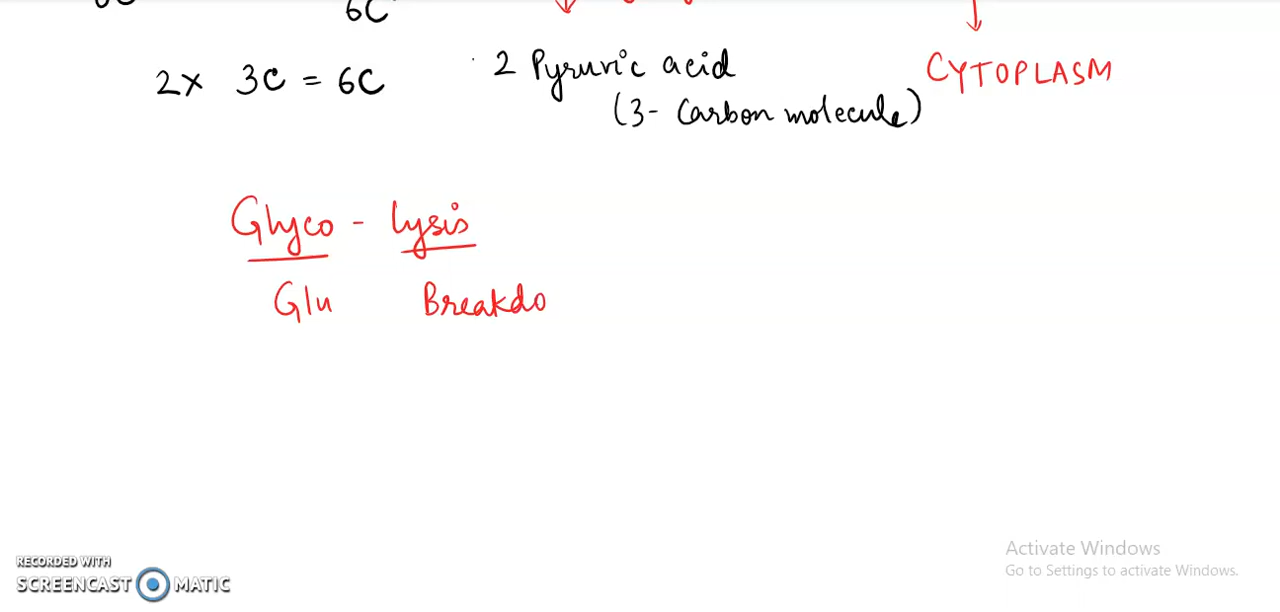 6C
2x 3C = 6C
2 Pyruvic acid
(3- Carbon molecule)
CYTOPLASM
Glyco - lysis
Glu Breakdo
Activate Windows
Go to Settings to activate Windows.
RECORDED WITH
SCREENCAST MATIC